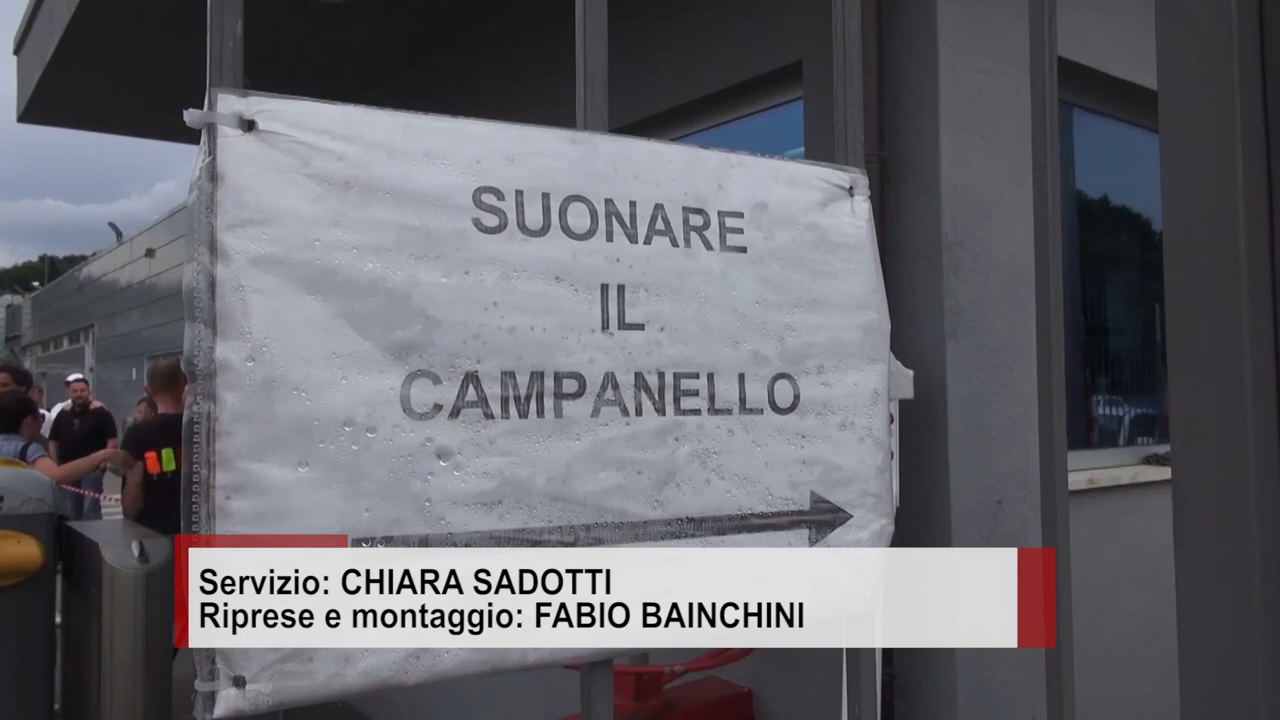 SUONARE
IL
CAMPANELLO
Servizio: CHIARA SADOTTI
Riprese e montaggio: FABIO BAINCHINI